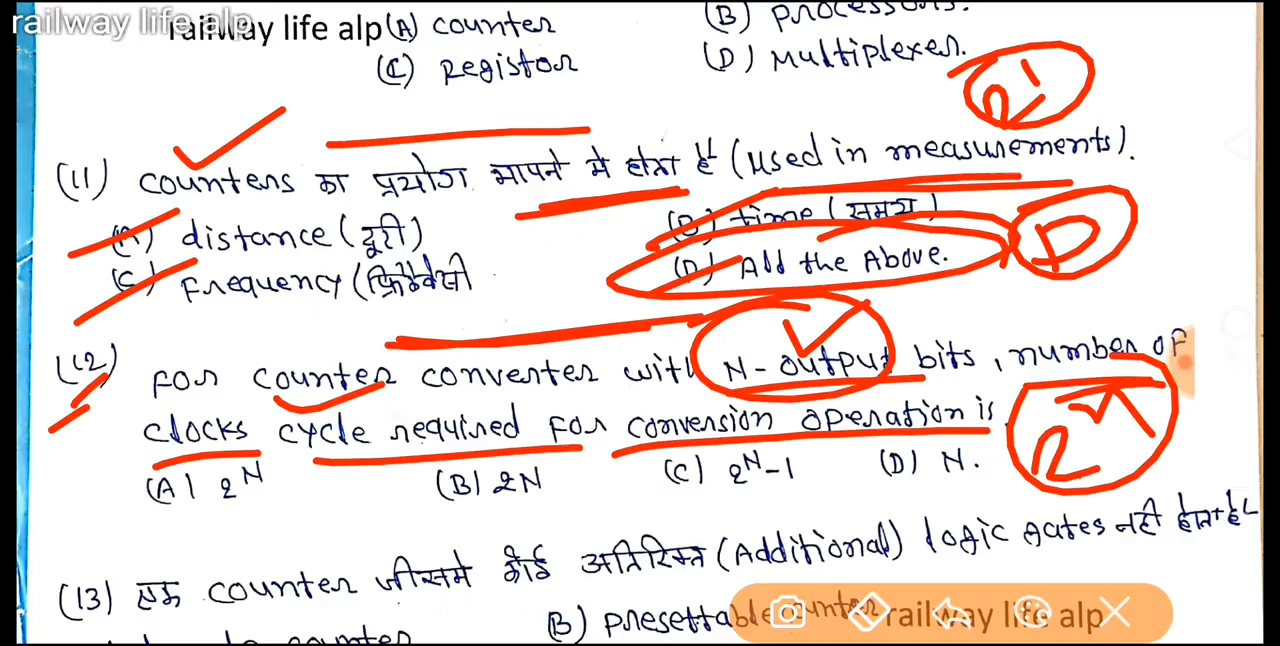 railway life alp
railway life alp (A) counter (B) processors.
(C) Registor (D) Multiplexer.
(11) Counters का प्रयोग मापने मे होता है (used in measurements).
(A) distance (दूरी) (B) time (समय)
(C) Frequency (फ्रिक्वेंसी (D) All the Above. D
(12) For counter converter with N-output bits, number of
clocks cycle required for conversion operation is
(A) 2^N (B) 2N (C) 2^N-1 (D) N.
(13) एक counter जीसमे कोई अतिरिक्त (Additional) logic gates नही होता है
(B) presettable counter railway life alp
counter